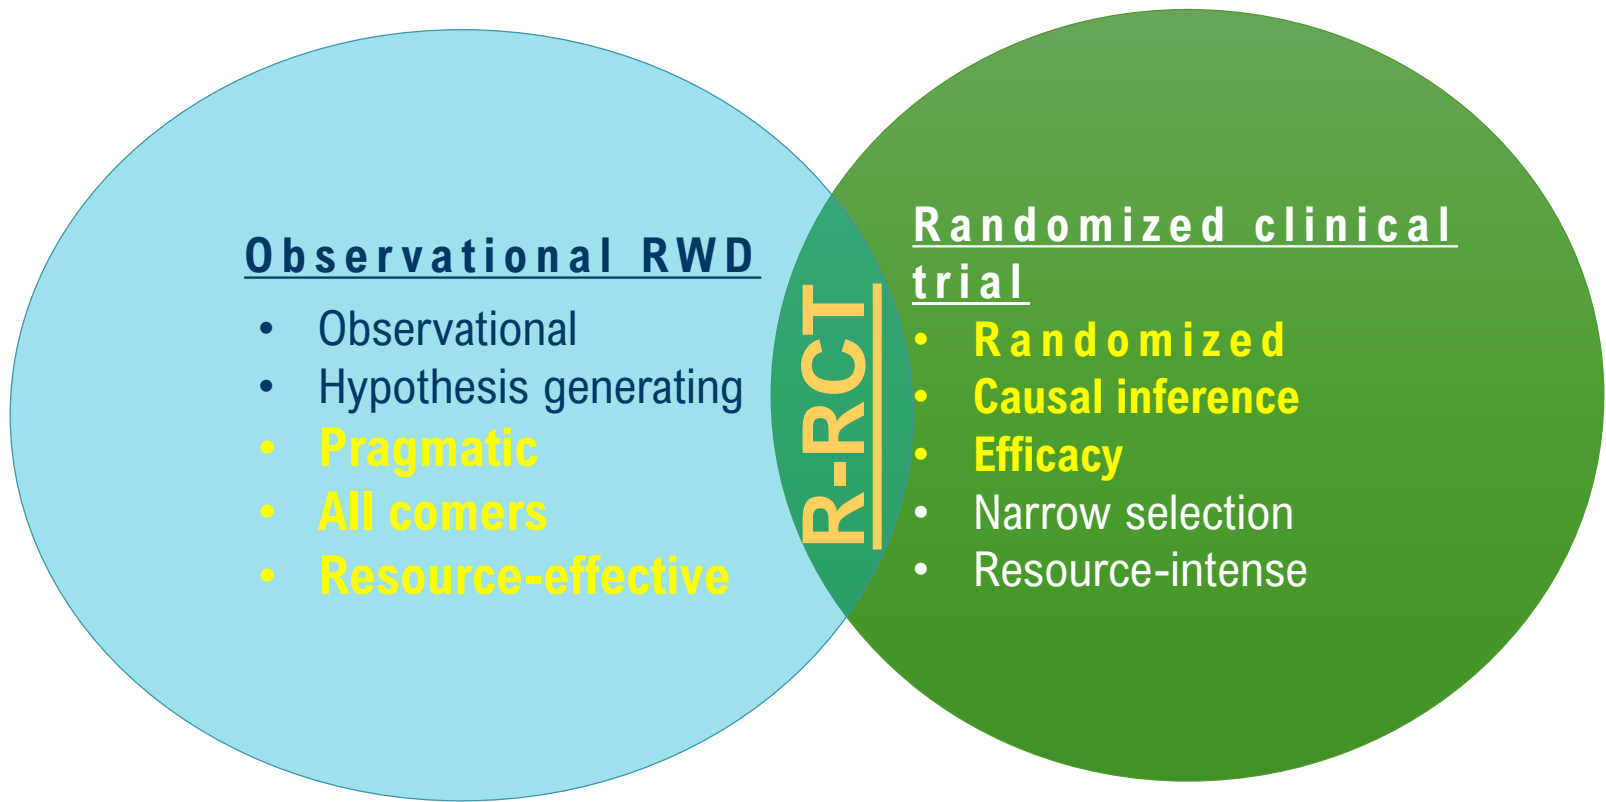 Observational RWD
• Observational
• Hypothesis generating
• Pragmatic
• All comers
• Resource-effective
R-RCT
Randomized clinical
trial
• Randomized
• Causal inference
• Efficacy
• Narrow selection
• Resource-intense